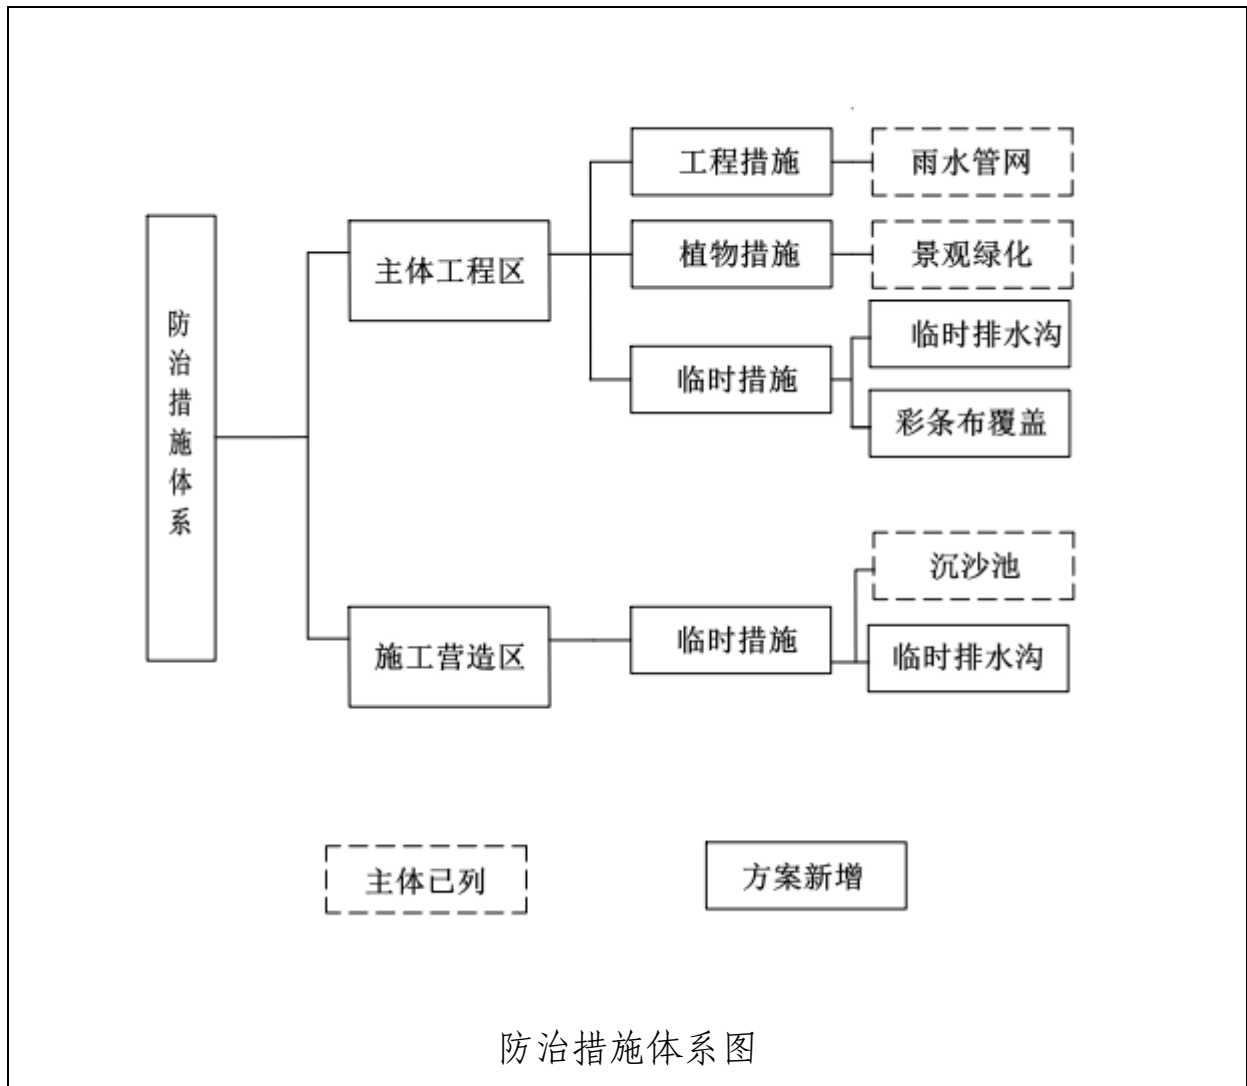 防治措施体系
主体工程区
工程措施
雨水管网
植物措施
景观绿化
临时措施
临时排水沟
彩条布覆盖
施工营造区
临时措施
沉沙池
临时排水沟
主体已列
方案新增
防治措施体系图